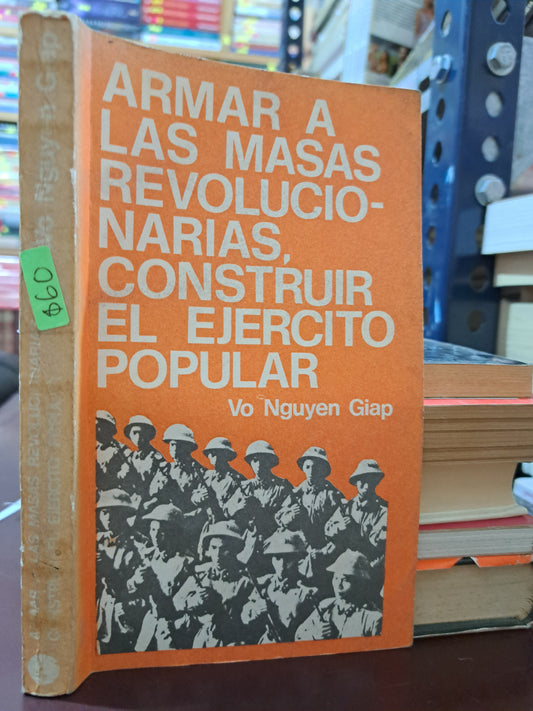 ARMAR A
LAS MASAS
REVOLUCIO-
NARIAS,
CONSTRUIR
EL EJERCITO
POPULAR
Vo Nguyen Giap
$60